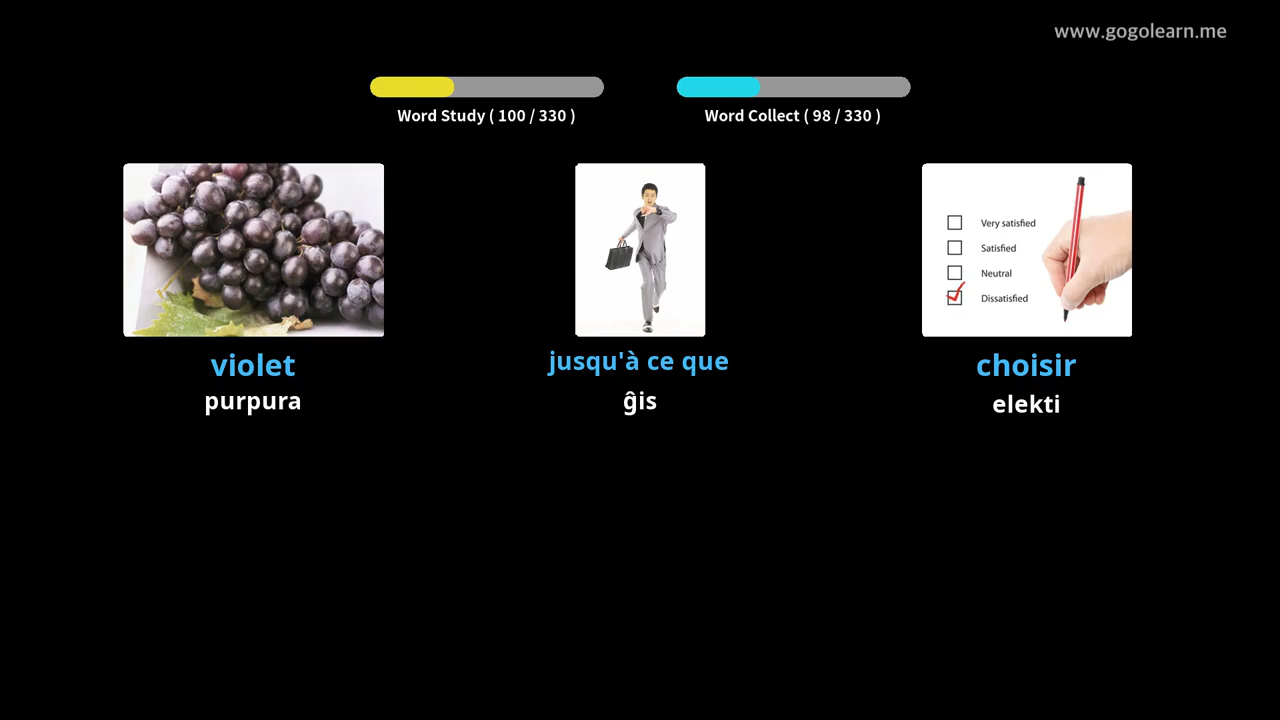 www.gogolearn.me
Word Study ( 100 / 330 )
Word Collect ( 98 / 330 )
Very satisfied
Satisfied
Neutral
Dissatisfied
violet
jusqu'à ce que
choisir
purpura
ĝis
elekti